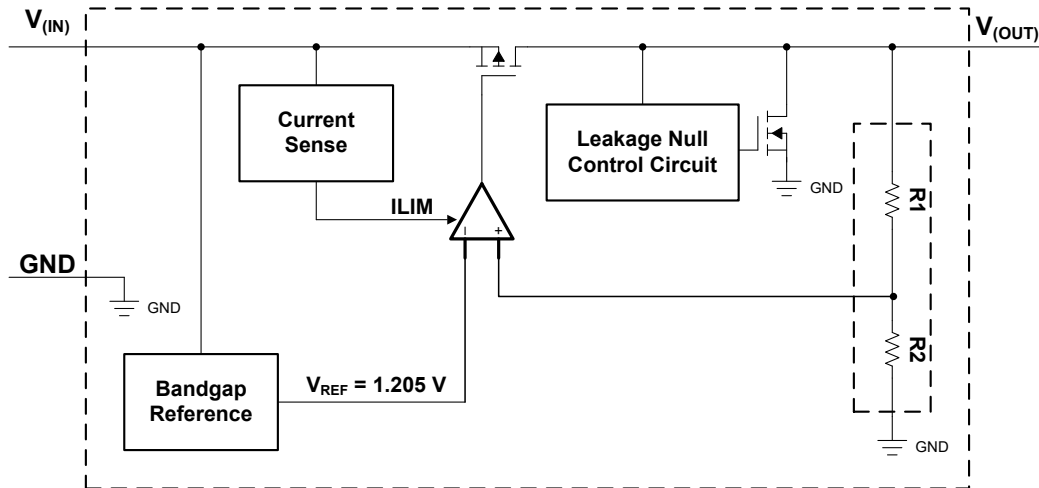 V(IN)
V(OUT)
Current
Sense
Leakage Null
Control Circuit
GND
R1
ILIM
GND
GND
R2
Bandgap
Reference
VREF = 1.205 V
GND